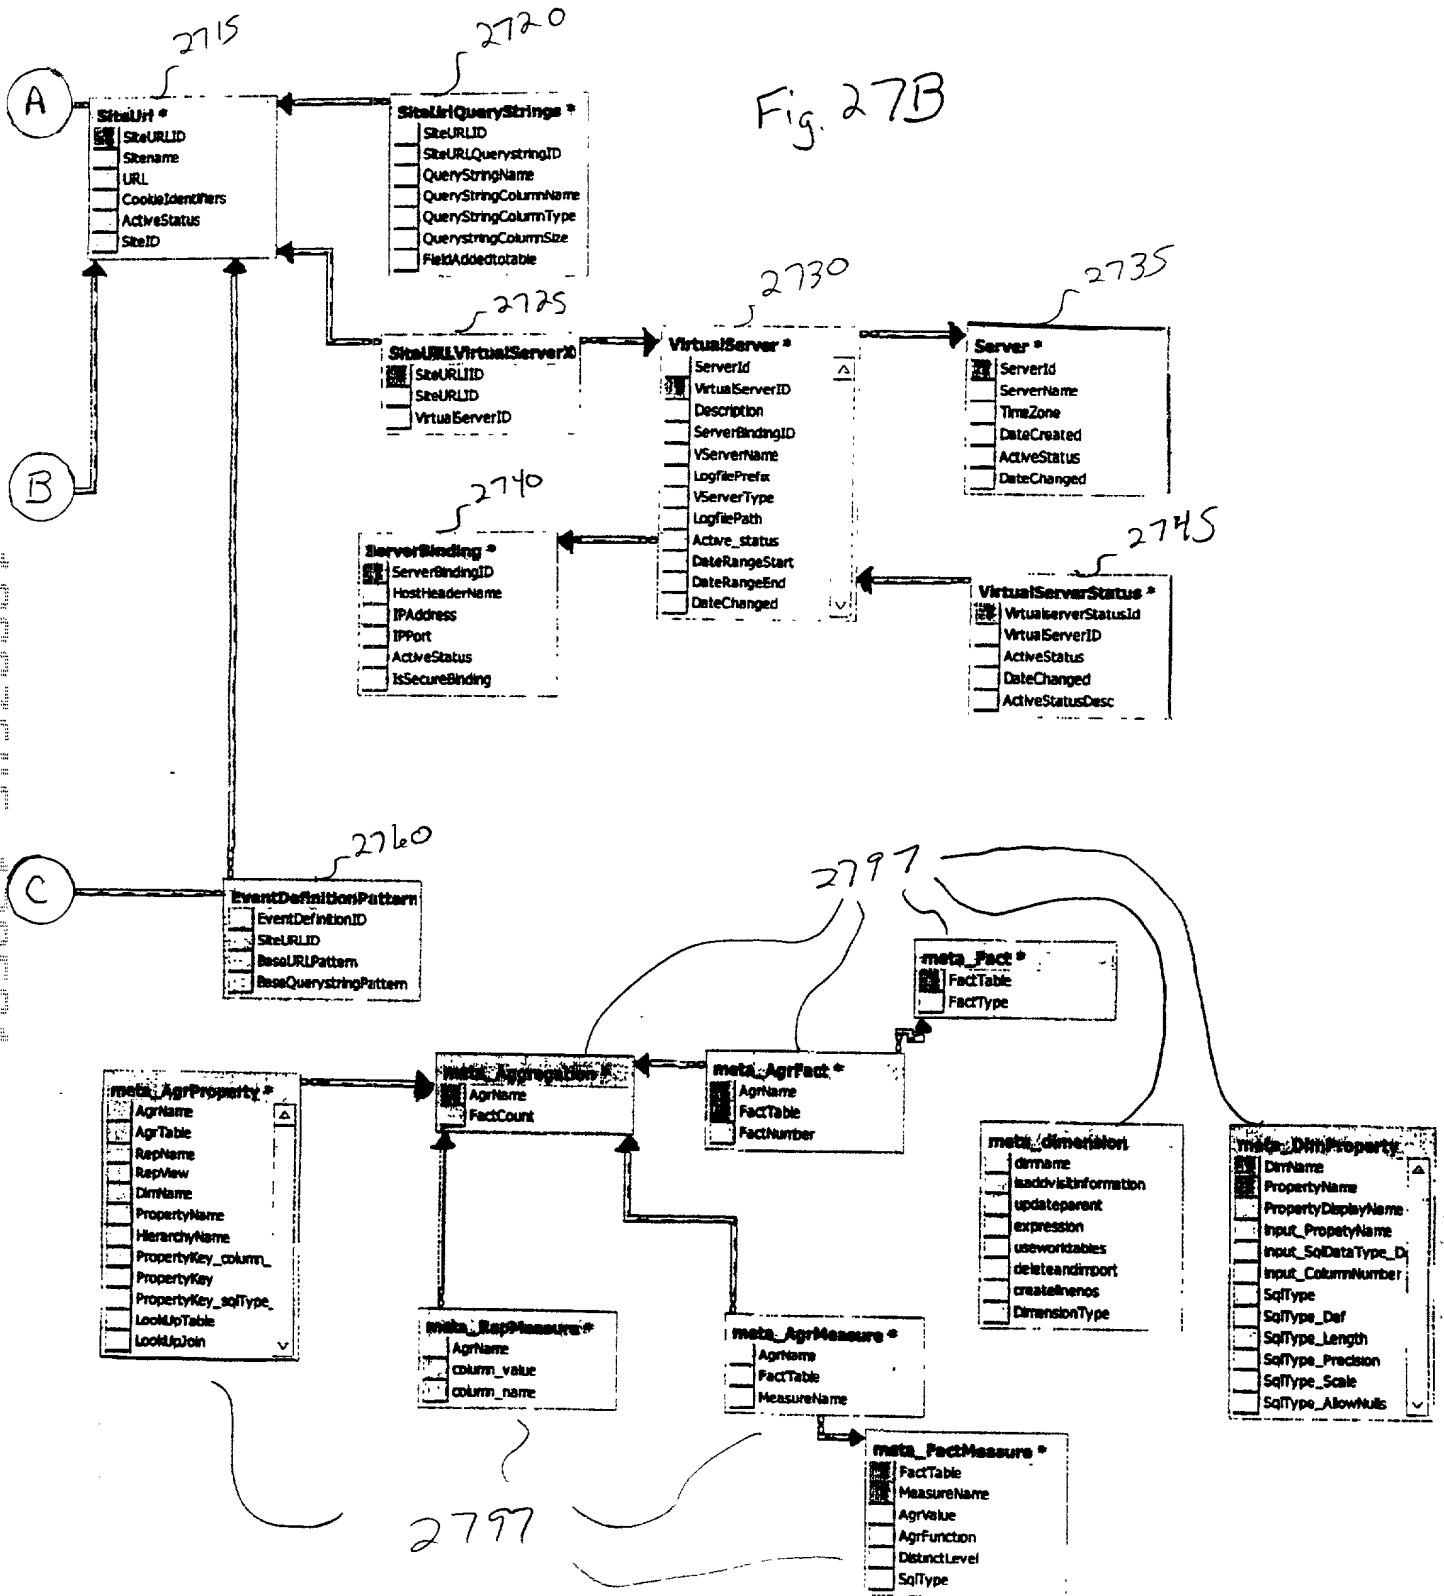 2715
2720
Fig. 27B
A
SiteUrl *
SiteURLID
Sitename
URL
CookieIdentifiers
ActiveStatus
SiteID
SiteUrlQueryStrings *
SiteURLID
SiteURLQuerystringID
QueryStringName
QueryStringColumnName
QueryStringColumnType
QuerystringColumnSize
FieldAddedtotable
2725
2730
2735
SiteURLVirtualServerX
SiteURLIID
SiteURLID
VirtualServerID
VirtualServer *
ServerId
VirtualServerID
Description
ServerBindingID
VServerName
LogfilePrefix
VServerType
LogfilePath
Active_status
DateRangeStart
DateRangeEnd
DateChanged
Server *
ServerId
ServerName
TimeZone
DateCreated
ActiveStatus
DateChanged
B
2740
ServerBinding *
ServerBindingID
HostHeaderName
IPAddress
IPPort
ActiveStatus
IsSecureBinding
2745
VirtualServerStatus *
VirtualserverStatusId
VirtualServerID
ActiveStatus
DateChanged
ActiveStatusDesc
2760
C
EventDefinitionPattern
EventDefinitionID
SiteURLID
BaseURLPattern
BaseQuerystringPattern
2797
meta_Fact *
FactTable
FactType
meta_AgrProperty *
AgrName
AgrTable
RepName
RepView
DimName
PropertyName
HierarchyName
PropertyKey_column_
PropertyKey
PropertyKey_sqlType_
LookUpTable
LookUpJoin
meta_Aggregation *
AgrName
FactCount
meta_AgrFact *
AgrName
FactTable
FactNumber
meta_dimension
dimname
isaddvisitinformation
updateparent
expression
useworktables
deleteandimport
createlinenos
DimensionType
meta_DimProperty
DimName
PropertyName
PropertyDisplayName
Input_PropetyName
Input_SqlDataType_D
Input_ColumnNumber
SqlType
SqlType_Def
SqlType_Length
SqlType_Precision
SqlType_Scale
SqlType_AllowNulls
meta_RepMeasure *
AgrName
column_value
column_name
meta_AgrMeasure *
AgrName
FactTable
MeasureName
meta_FactMeasure *
FactTable
MeasureName
AgrValue
AgrFunction
DistinctLevel
SqlType
2797